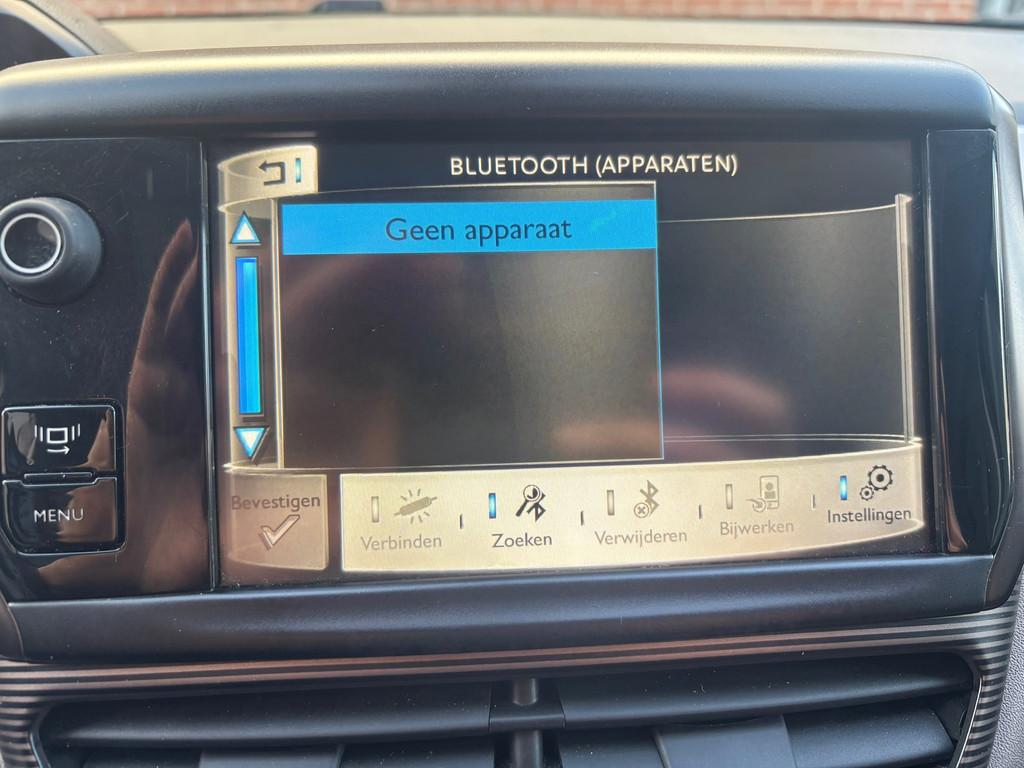 BLUETOOTH (APPARATEN)
Geen apparaat
MENU
Bevestigen
Verbinden
Zoeken
Verwijderen
Bijwerken
Instellingen